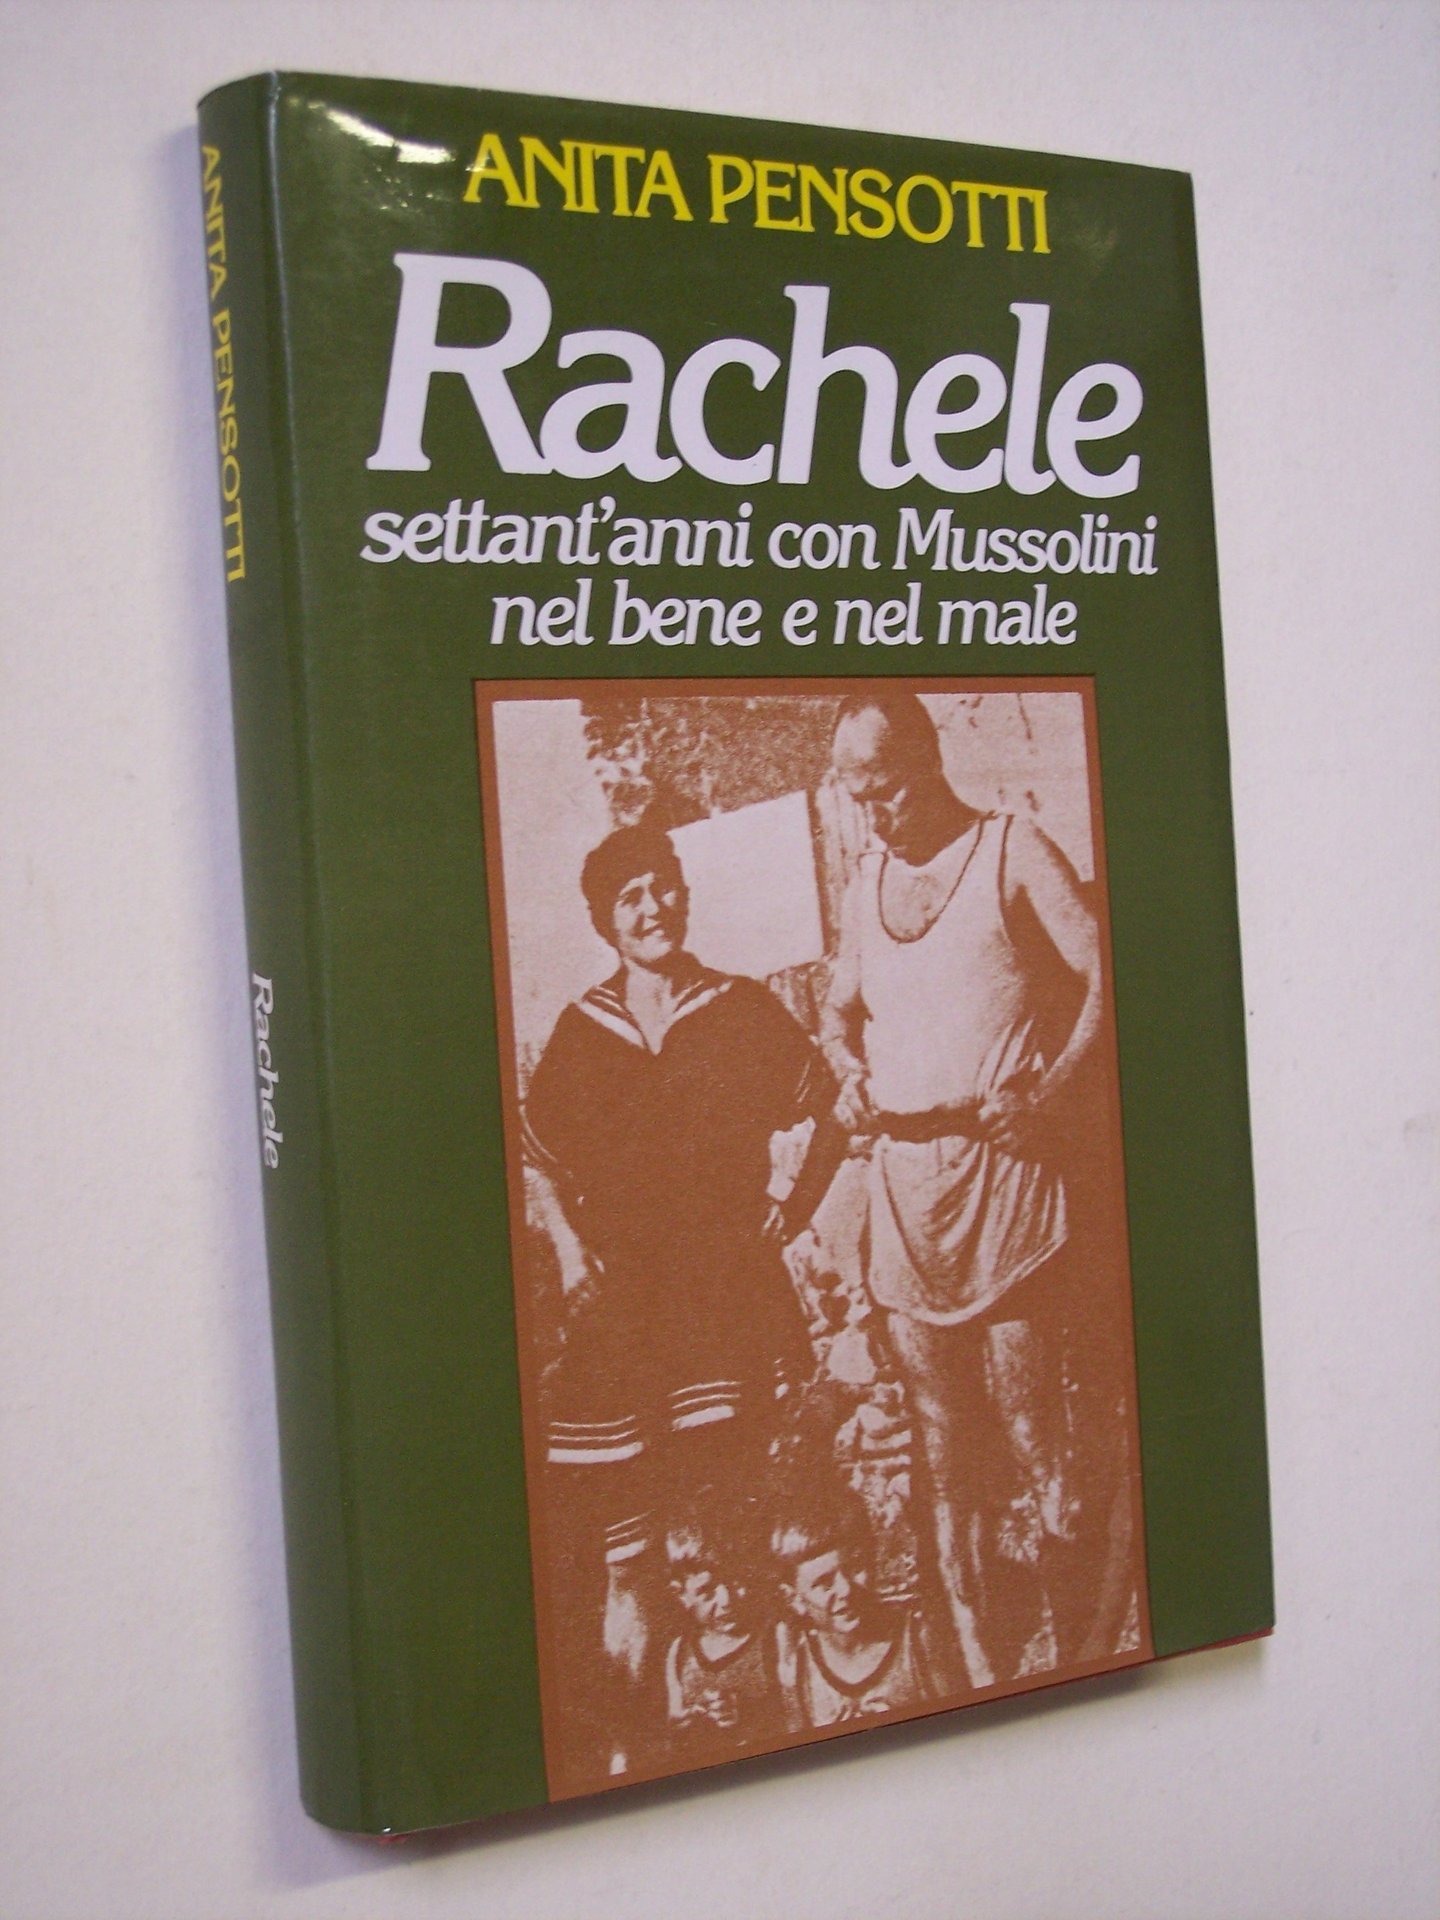 ANITA PENSOTTI
Rachele
settant'anni con Mussolini
nel bene e nel male
ANITA PENSOTTI
Rachele